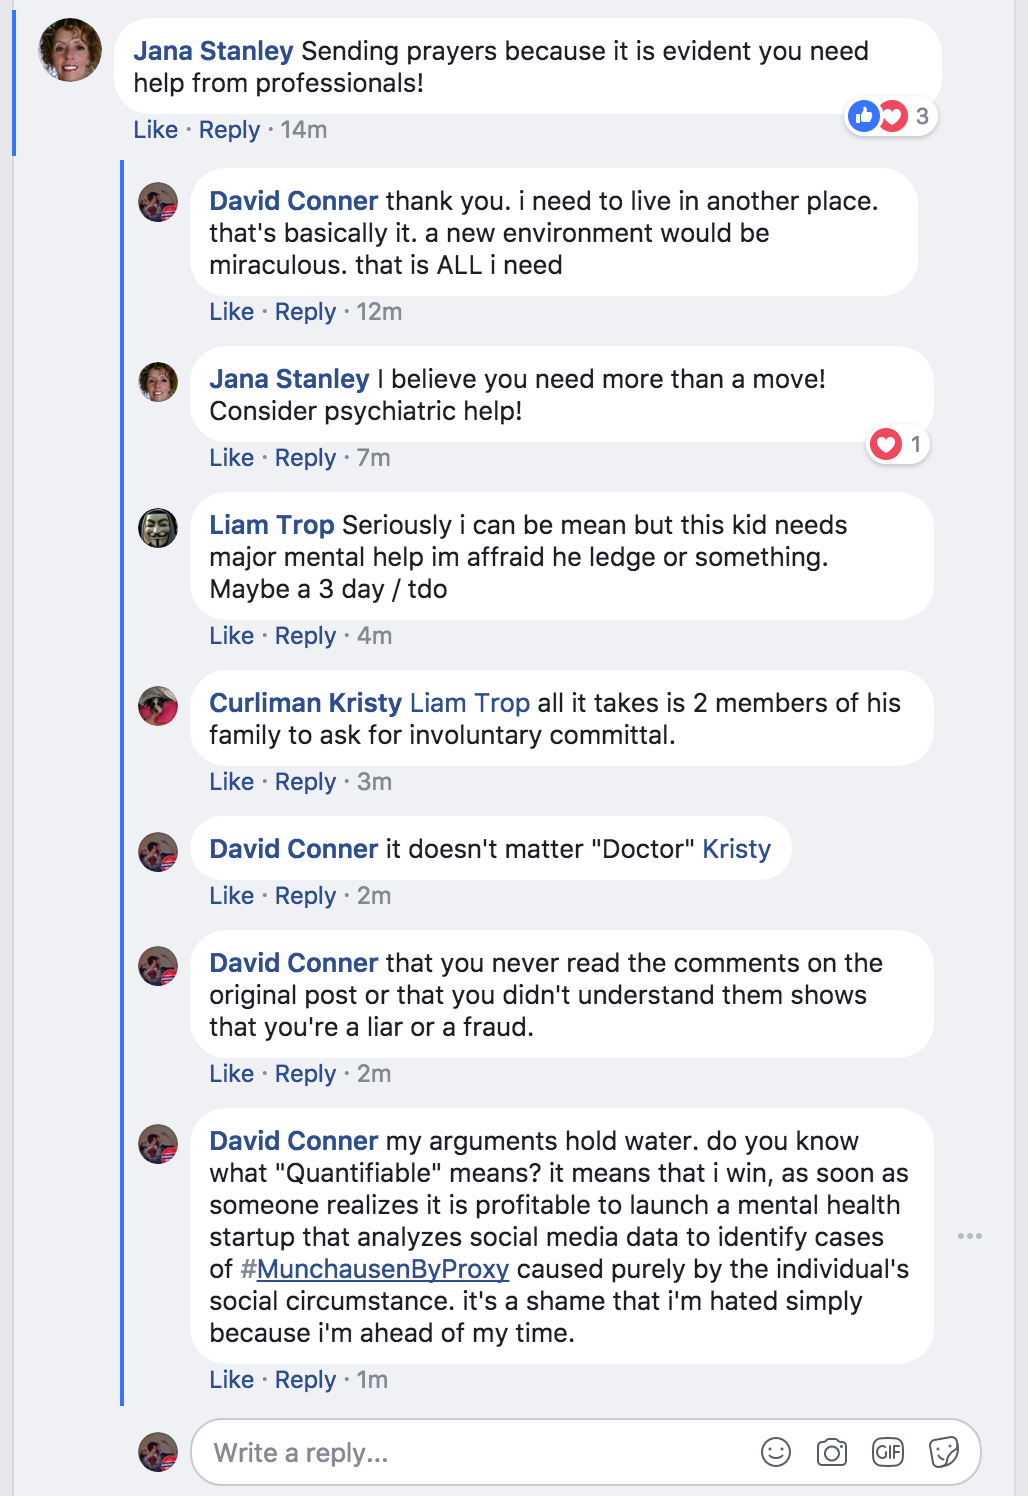 Jana Stanley Sending prayers because it is evident you need
help from professionals!
3
Like · Reply · 14m
David Conner thank you. i need to live in another place.
that's basically it. a new environment would be
miraculous. that is ALL i need
Like · Reply · 12m
Jana Stanley I believe you need more than a move!
Consider psychiatric help!
1
Like · Reply · 7m
Liam Trop Seriously i can be mean but this kid needs
major mental help im affraid he ledge or something.
Maybe a 3 day / tdo
Like · Reply · 4m
Curliman Kristy Liam Trop all it takes is 2 members of his
family to ask for involuntary committal.
Like · Reply · 3m
David Conner it doesn't matter "Doctor" Kristy
Like · Reply · 2m
David Conner that you never read the comments on the
original post or that you didn't understand them shows
that you're a liar or a fraud.
Like · Reply · 2m
David Conner my arguments hold water. do you know
what "Quantifiable" means? it means that i win, as soon as
someone realizes it is profitable to launch a mental health
startup that analyzes social media data to identify cases
of #MunchausenByProxy caused purely by the individual's
social circumstance. it's a shame that i'm hated simply
because i'm ahead of my time.
Like · Reply · 1m
Write a reply...
GIF